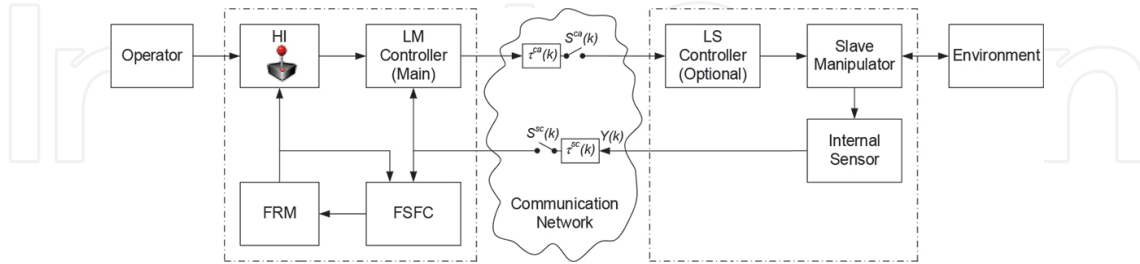 Operator
HI
LM
Controller
(Main)
τ^ca(k)
S^ca(k)
LS
Controller
(Optional)
Slave
Manipulator
Environment
S^sc(k)
τ^sc(k)
Y(k)
Internal
Sensor
FRM
FSFC
Communication
Network